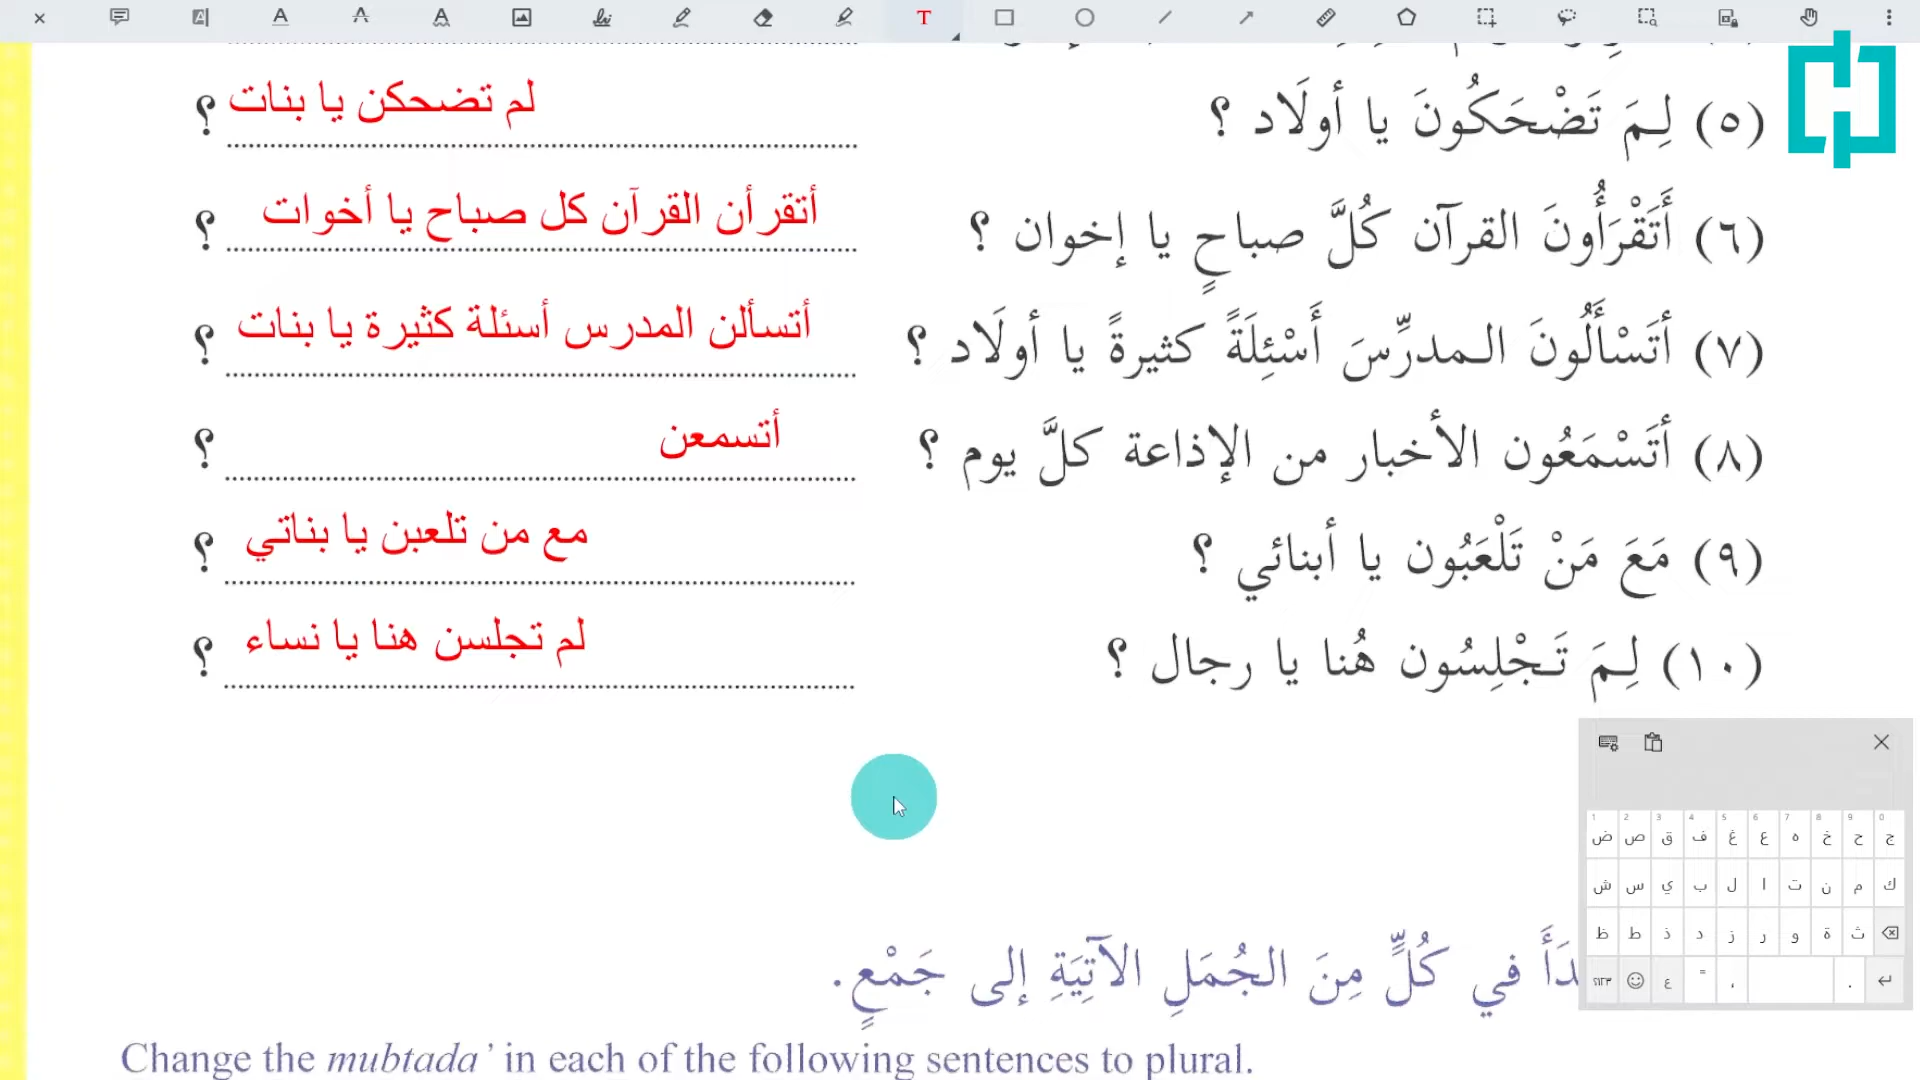 (٥) لِمَ تَضْحَكُونَ يا أولَاد ؟ لم تضحكن يا بنات ؟
(٦) أَتَقْرَأُونَ القرآن كُلَّ صباحٍ يا إخوان ؟ أتقرأن القرآن كل صباح يا أخوات ؟
(٧) أتَسْأَلُونَ الـمدرِّسَ أَسْئِلَةً كثيرةً يا أولَاد ؟ أتسألن المدرس أسئلة كثيرة يا بنات ؟
(٨) أتَسْمَعُون الأخبار من الإذاعة كلَّ يوم ؟ أتسمعن ؟
(٩) مَعَ مَنْ تَلْعَبُون يا أبنائي ؟ مع من تلعبن يا بناتي ؟
(١٠) لِـمَ تَـجْلِسُون هُنا يا رجال ؟ لم تجلسن هنا يا نساء ؟
في كُلٍّ مِنَ الجُمَلِ الآتِيَةِ إلى جَمْعٍ.
Change the mubtada’ in each of the following sentences to plural.
ض ص ق ف غ ع ه خ ح ج
ش س ي ب ل ا ت ن م ك
ظ ط ذ د ز ر و ة ث
؟١٢٣ ع ، .